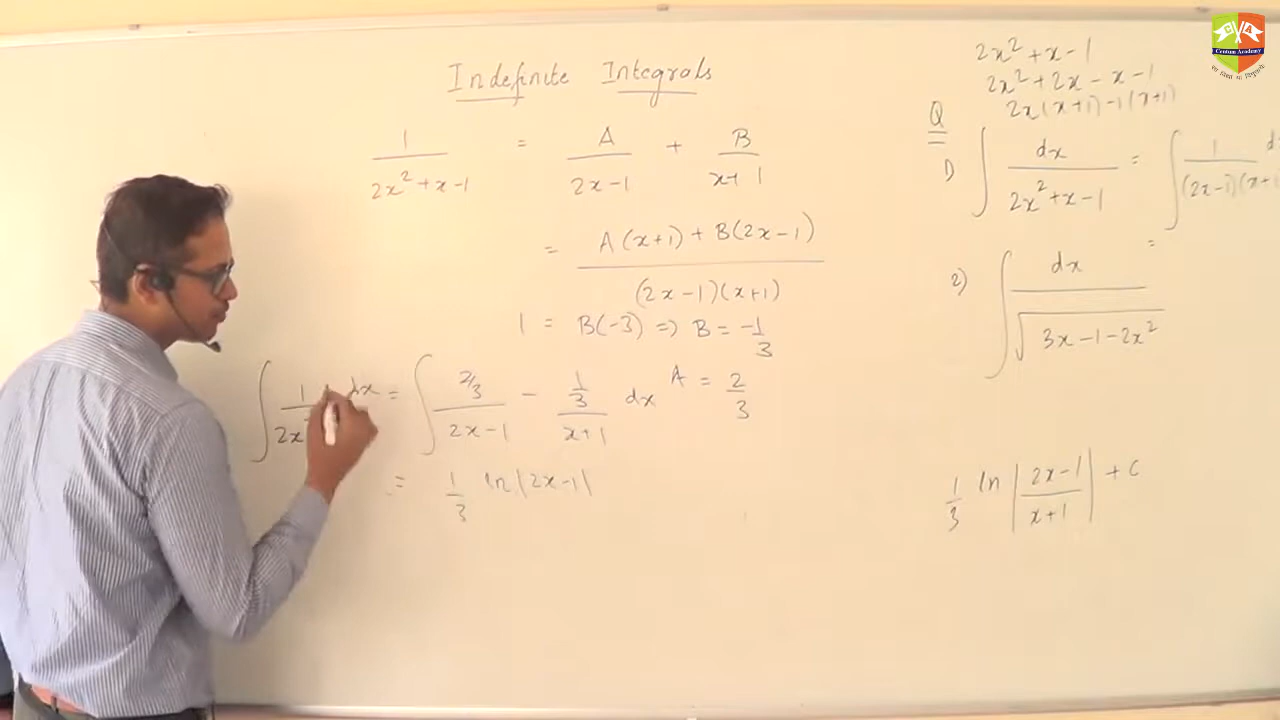 Indefinite Integrals
1/(2x²+x-1) = A/(2x-1) + B/(x+1)
= (A(x+1) + B(2x-1))/((2x-1)(x+1))
1 = B(-3) => B = -1/3
A = 2/3
∫ 1/2x dx = ∫ (2/3)/(2x-1) - (1/3)/(x+1) dx
= 1/3 ln|2x-1|
2x²+x-1
2x²+2x-x-1
2x(x+1)-1(x+1)
Q
1) ∫ dx/(2x²+x-1) = ∫ 1/((2x-1)(x+1
=
2) ∫ dx/√(3x-1-2x²)
1/3 ln|(2x-1)/(x+1)| + C
Centum Academy